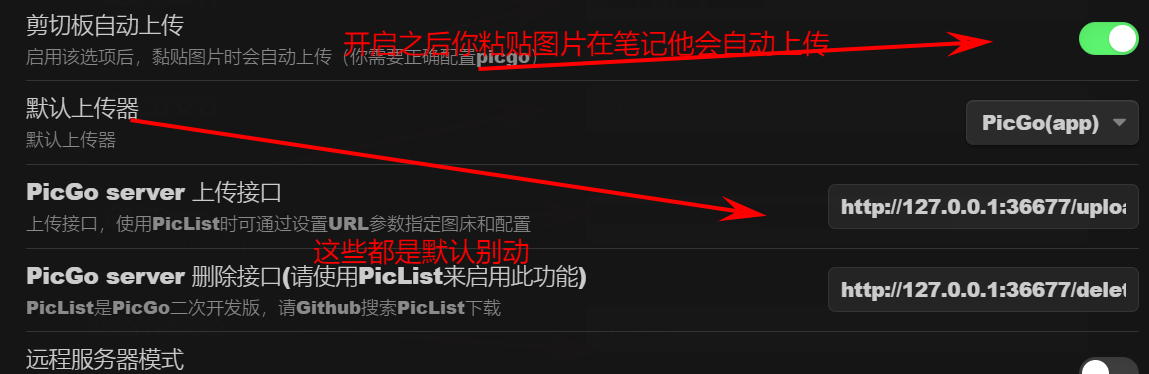 剪切板自动上传
开启之后你粘贴图片在笔记他会自动上传
启用该选项后，黏贴图片时会自动上传（你需要正确配置picgo）
默认上传器
PicGo(app)
默认上传器
PicGo server 上传接口
http://127.0.0.1:36677/uploa
上传接口，使用PicList时可通过设置URL参数指定图床和配置
这些都是默认别动
PicGo server 删除接口(请使用PicList来启用此功能)
http://127.0.0.1:36677/delet
PicList是PicGo二次开发版，请Github搜索PicList下载
远程服务器模式